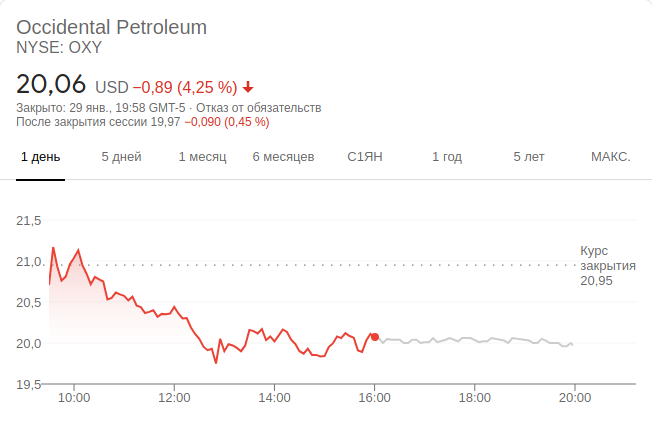 Occidental Petroleum
NYSE: OXY
20,06 USD −0,89 (4,25 %)
Закрыто: 29 янв., 19:58 GMT-5 · Отказ от обязательств
После закрытия сессии 19,97 −0,090 (0,45 %)
1 день 5 дней 1 месяц 6 месяцев С1ЯН 1 год 5 лет МАКС.
21,5
21,0
20,5
20,0
19,5
Курс
закрытия
20,95
10:00 12:00 14:00 16:00 18:00 20:00